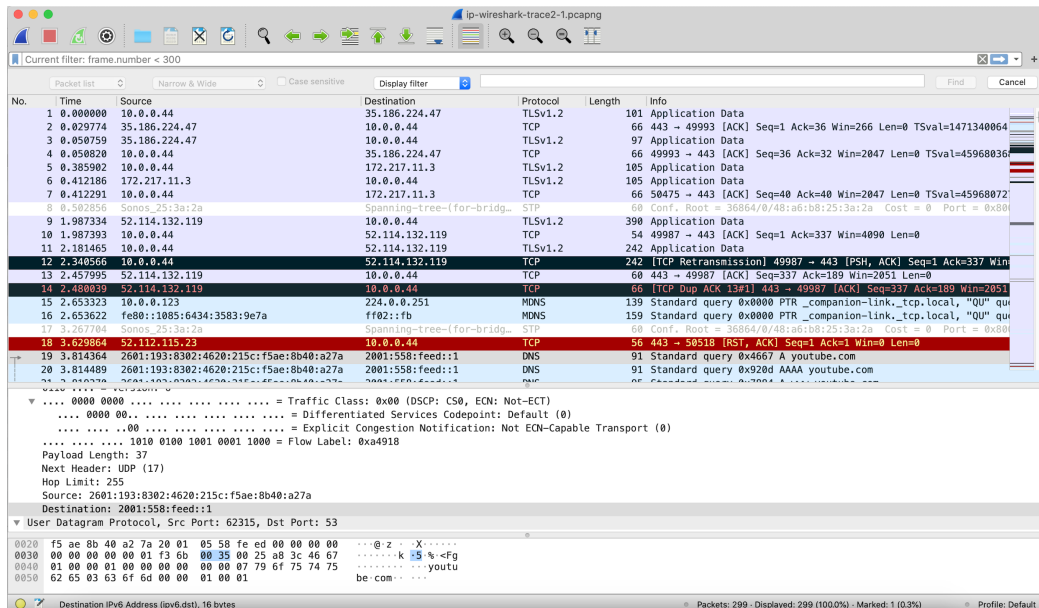 ip-wireshark-trace2-1.pcapng
Current filter: frame.number < 300
Packet list Narrow & Wide Case sensitive Display filter Find Cancel
No. Time Source Destination Protocol Length Info
1 0.000000 10.0.0.44 35.186.224.47 TLSv1.2 101 Application Data
2 0.029774 35.186.224.47 10.0.0.44 TCP 66 443 → 49993 [ACK] Seq=1 Ack=36 Win=266 Len=0 TSval=1471340064
3 0.050759 35.186.224.47 10.0.0.44 TLSv1.2 97 Application Data
4 0.050820 10.0.0.44 35.186.224.47 TCP 66 49993 → 443 [ACK] Seq=36 Ack=32 Win=2047 Len=0 TSval=45968036
5 0.385902 10.0.0.44 172.217.11.3 TLSv1.2 105 Application Data
6 0.412186 172.217.11.3 10.0.0.44 TLSv1.2 105 Application Data
7 0.412291 10.0.0.44 172.217.11.3 TCP 66 50475 → 443 [ACK] Seq=40 Ack=40 Win=2047 Len=0 TSval=45968072
8 0.502856 Sonos_25:3a:2a Spanning-tree-(for-bridg… STP 60 Conf. Root = 36864/0/48:a6:b8:25:3a:2a Cost = 0 Port = 0x80
9 1.987334 52.114.132.119 10.0.0.44 TLSv1.2 390 Application Data
10 1.987393 10.0.0.44 52.114.132.119 TCP 54 49987 → 443 [ACK] Seq=1 Ack=337 Win=4090 Len=0
11 2.181465 10.0.0.44 52.114.132.119 TLSv1.2 242 Application Data
12 2.340566 10.0.0.44 52.114.132.119 TCP 242 [TCP Retransmission] 49987 → 443 [PSH, ACK] Seq=1 Ack=337 Win
13 2.457995 52.114.132.119 10.0.0.44 TCP 60 443 → 49987 [ACK] Seq=337 Ack=189 Win=2051 Len=0
14 2.480039 52.114.132.119 10.0.0.44 TCP 66 [TCP Dup ACK 13#1] 443 → 49987 [ACK] Seq=337 Ack=189 Win=2051
15 2.653323 10.0.0.123 224.0.0.251 MDNS 139 Standard query 0x0000 PTR _companion-link._tcp.local, "QU" que
16 2.653622 fe80::1085:6434:3583:9e7a ff02::fb MDNS 159 Standard query 0x0000 PTR _companion-link._tcp.local, "QU" que
17 3.267704 Sonos_25:3a:2a Spanning-tree-(for-bridg… STP 60 Conf. Root = 36864/0/48:a6:b8:25:3a:2a Cost = 0 Port = 0x80
18 3.629864 52.112.115.23 10.0.0.44 TCP 56 443 → 50518 [RST, ACK] Seq=1 Ack=1 Win=0 Len=0
19 3.814364 2601:193:8302:4620:215c:f5ae:8b40:a27a 2001:558:feed::1 DNS 91 Standard query 0x4667 A youtube.com
20 3.814489 2601:193:8302:4620:215c:f5ae:8b40:a27a 2001:558:feed::1 DNS 91 Standard query 0x920d AAAA youtube.com
.... 0000 0000 .... .... .... .... .... = Traffic Class: 0x00 (DSCP: CS0, ECN: Not-ECT)
.... 0000 00.. .... .... .... .... .... = Differentiated Services Codepoint: Default (0)
.... .... ..00 .... .... .... .... .... = Explicit Congestion Notification: Not ECN-Capable Transport (0)
.... .... .... 1010 0100 1001 0001 1000 = Flow Label: 0xa4918
Payload Length: 37
Next Header: UDP (17)
Hop Limit: 255
Source: 2601:193:8302:4620:215c:f5ae:8b40:a27a
Destination: 2001:558:feed::1
User Datagram Protocol, Src Port: 62315, Dst Port: 53
0020 f5 ae 8b 40 a2 7a 20 01 05 58 fe ed 00 00 00 00 ···@·z · ·X······
0030 00 00 00 00 00 01 f3 6b 00 35 00 25 a8 3c 46 67 ·······k ·5·%·<Fg
0040 01 00 00 01 00 00 00 00 00 00 07 79 6f 75 74 75 ········ ···youtu
0050 62 65 03 63 6f 6d 00 00 01 00 01 be·com·· ···
Destination IPv6 Address (ipv6.dst), 16 bytes Packets: 299 · Displayed: 299 (100.0%) · Marked: 1 (0.3%) Profile: Default